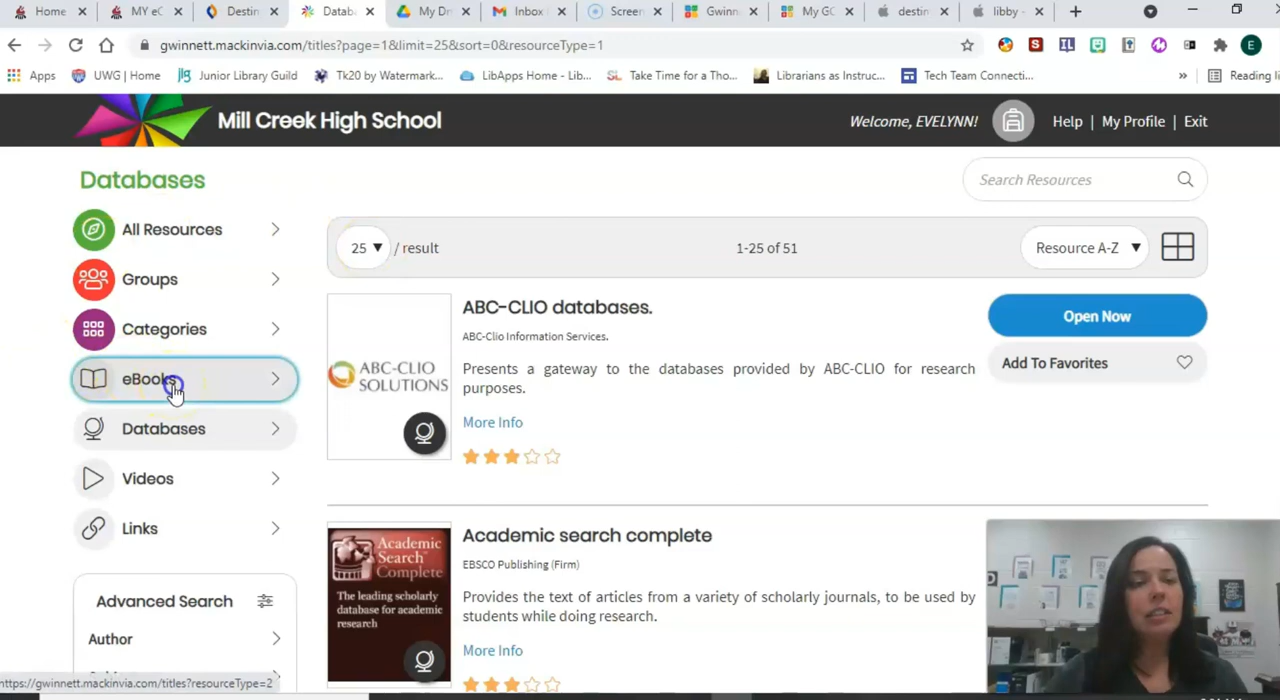 Home
MY eC
Destin
Datab
My Dr
Inbox
Screen
Gwinn
My GC
destin
libby -
gwinnett.mackinvia.com/titles?page=1&limit=25&sort=0&resourceType=1
E
Apps
UWG | Home
Junior Library Guild
Tk20 by Watermark...
LibApps Home - Lib...
SL Take Time for a Tho...
Librarians as Instruc...
Tech Team Connecti...
»
Reading li
Mill Creek High School
Welcome, EVELYNN!
Help | My Profile | Exit
Databases
Search Resources
All Resources
Groups
Categories
eBooks
Databases
Videos
Links
Advanced Search
Author
25 ▼ / result
1-25 of 51
Resource A-Z ▼
ABC-CLIO
SOLUTIONS
ABC-CLIO databases.
ABC-Clio Information Services.
Presents a gateway to the databases provided by ABC-CLIO for research
purposes.
More Info
Open Now
Add To Favorites
Academic
Search™
Complete
The leading scholarly
database for academic
research
Academic search complete
EBSCO Publishing (Firm)
Provides the text of articles from a variety of scholarly journals, to be used by
students while doing research.
More Info
https://gwinnett.mackinvia.com/titles?resourceType=2